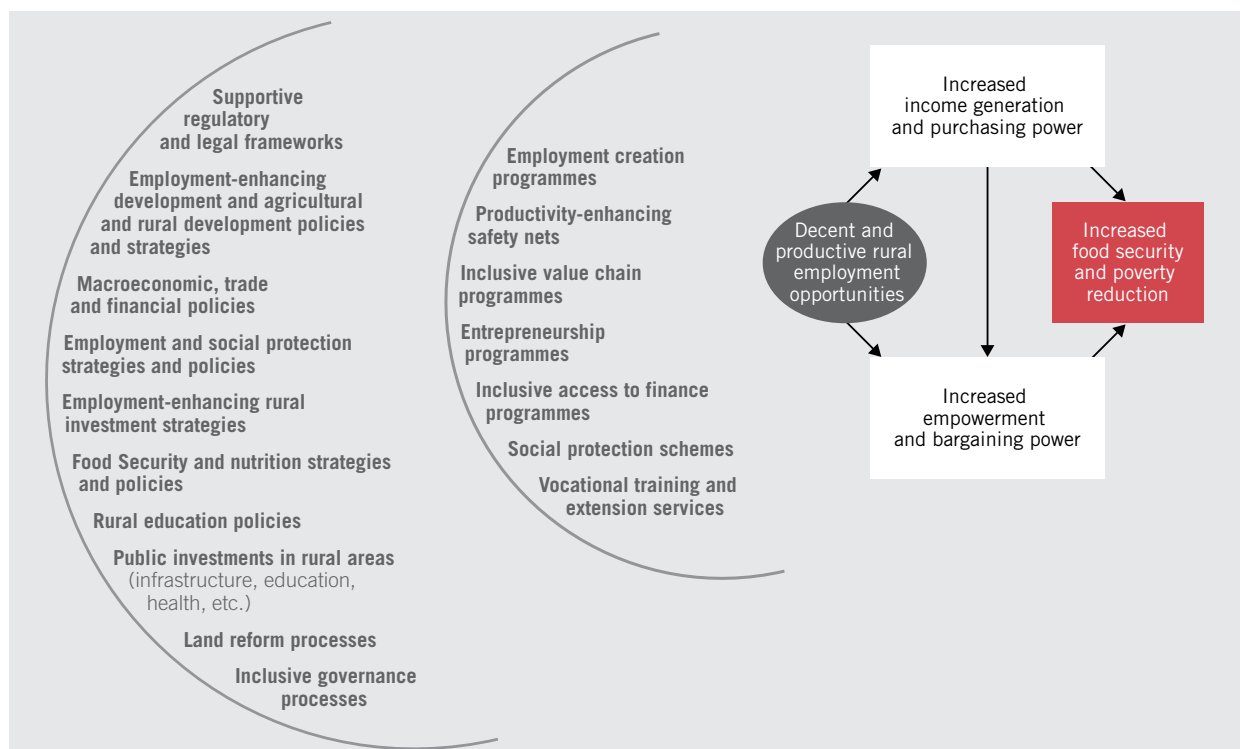 Supportive
regulatory
and legal frameworks
Employment-enhancing
development and agricultural
and rural development policies
and strategies
Macroeconomic, trade
and financial policies
Employment and social protection
strategies and policies
Employment-enhancing rural
investment strategies
Food Security and nutrition strategies
and policies
Rural education policies
Public investments in rural areas
(infrastructure, education,
health, etc.)
Land reform processes
Inclusive governance
processes
Employment creation
programmes
Productivity-enhancing
safety nets
Inclusive value chain
programmes
Entrepreneurship
programmes
Inclusive access to finance
programmes
Social protection schemes
Vocational training and
extension services
Increased
income generation
and purchasing power
Decent and
productive rural
employment
opportunities
Increased
food security
and poverty
reduction
Increased
empowerment
and bargaining power